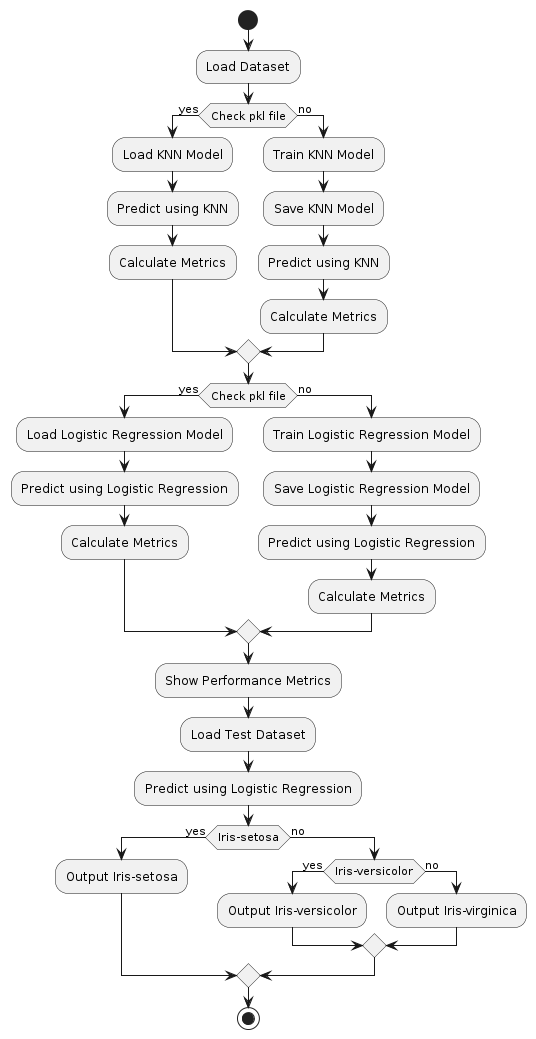 Load Dataset
yes
Check pkl file
no
Load KNN Model
Train KNN Model
Predict using KNN
Save KNN Model
Calculate Metrics
Predict using KNN
Calculate Metrics
yes
Check pkl file
no
Load Logistic Regression Model
Train Logistic Regression Model
Predict using Logistic Regression
Save Logistic Regression Model
Calculate Metrics
Predict using Logistic Regression
Calculate Metrics
Show Performance Metrics
Load Test Dataset
Predict using Logistic Regression
yes
Iris-setosa
no
Output Iris-setosa
yes
Iris-versicolor
no
Output Iris-versicolor
Output Iris-virginica